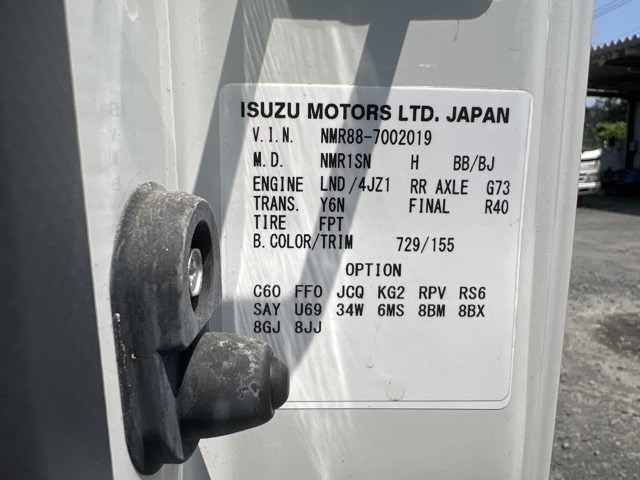 ISUZU MOTORS LTD. JAPAN
V.I.N. NMR88-7002019
M.D. NMR1SN H BB/BJ
ENGINE LND/4JZ1 RR AXLE G73
TRANS. Y6N FINAL R40
TIRE FPT
B.COLOR/TRIM 729/155
OPTION
C60 FF0 JCQ KG2 RPV RS6
SAY U69 34W 6MS 8BM 8BX
8GJ 8JJ